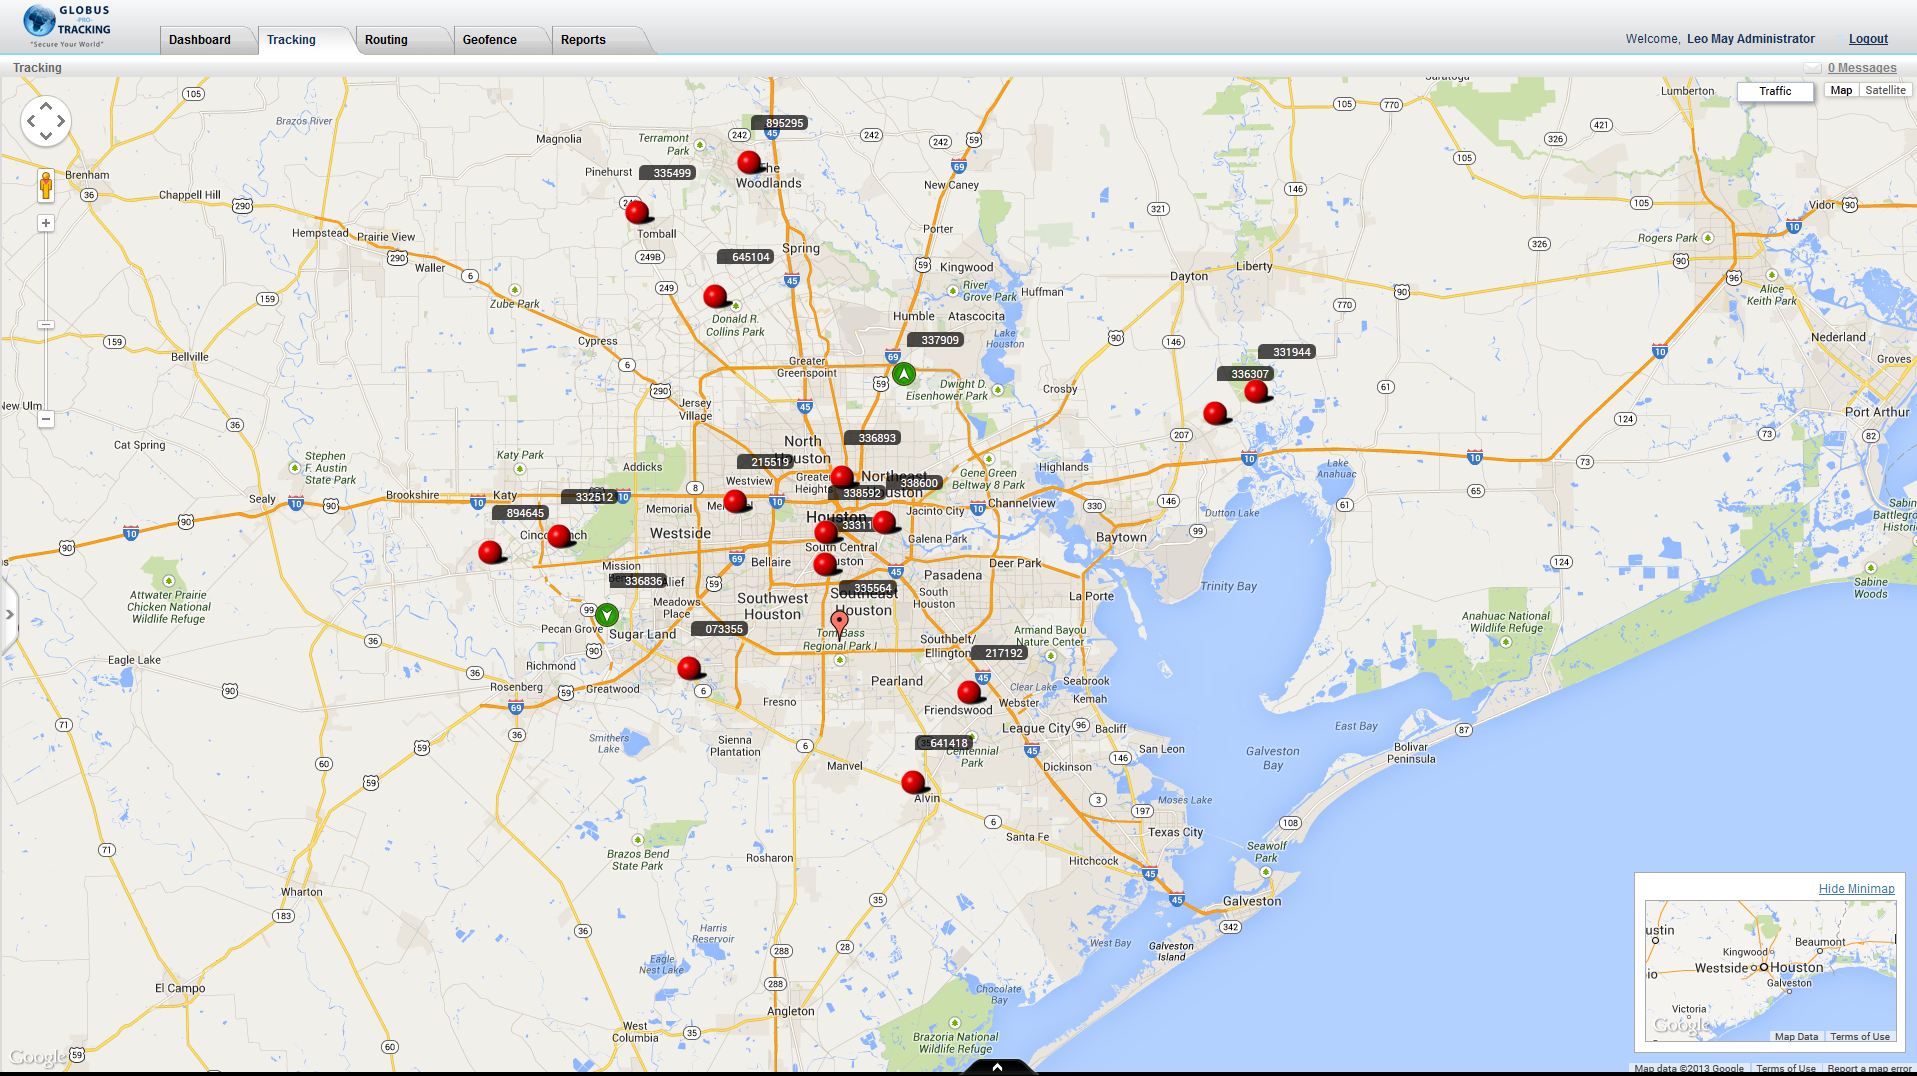 GLOBUS
-PRO-
TRACKING
"Secure Your World"
Dashboard
Tracking
Routing
Geofence
Reports
Welcome, Leo May Administrator
Logout
Tracking
0 Messages
Traffic
Map
Satellite
Saratoga
Lumberton
Brazos River
Magnolia
Terramont
Park
895295
The
Woodlands
Brenham
Chappell Hill
Pinehurst
335499
New Caney
Tomball
Vidor
Hempstead
Prairie View
Waller
Porter
Spring
645104
Rogers Park
Kingwood
River
Grove Park
Huffman
Dayton
Liberty
Alice
Keith Park
Zube Park
Donald R.
Collins Park
Humble
Atascocita
Lake
Houston
337909
Nederland
Groves
Cypress
Bellville
Greater
Greenspoint
331944
336307
Dwight D.
Eisenhower Park
Crosby
New Ulm
Jersey
Village
Port Arthur
Cat Spring
336893
North
Houston
Stephen
F. Austin
State Park
Katy Park
Addicks
215519
Westview
Greater
Heights
Northeast
Houston
338600
338592
Gene Green
Beltway 8 Park
Highlands
Lake
Anahuac
Sealy
Brookshire
Katy
332512
894645
Memorial
Jacinto City
Channelview
Dutton Lake
Cinco Ranch
Westside
Houston
33311
South Central
Houston
Galena Park
Baytown
Mission
Bellaire
Pasadena
Deer Park
Trinity Bay
336836
Alief
335564
Sabine
Woods
Attwater Prairie
Chicken National
Wildlife Refuge
Meadows
Place
Southwest
Houston
Southeast
Houston
South
Houston
La Porte
Anahuac National
Wildlife Refuge
Pecan Grove
Sugar Land
073355
Tom Bass
Regional Park I
Southbelt/
Ellington
Armand Bayou
Nature Center
217192
Eagle Lake
Richmond
Rosenberg
Greatwood
Pearland
Clear Lake
Seabrook
Kemah
Webster
Fresno
Friendswood
League City
Bacliff
East Bay
Smithers
Lake
Sienna
Plantation
641418
Centennial
Park
San Leon
Galveston
Bay
Bolivar
Peninsula
Manvel
Dickinson
Alvin
Moses Lake
Santa Fe
Texas City
Brazos Bend
State Park
Rosharon
Hitchcock
Seawolf
Park
Wharton
Galveston
Harris
Reservoir
West Bay
Galveston
Island
Eagle
Nest Lake
El Campo
Chocolate
Bay
Angleton
West
Columbia
Brazoria National
Wildlife Refuge
Hide Minimap
ustin
Kingwood
Beaumont
Westside
Houston
Galveston
Victoria
Google
Map Data
Terms of Use
Google
Map data ©2013 Google
Terms of Use
Report a map error